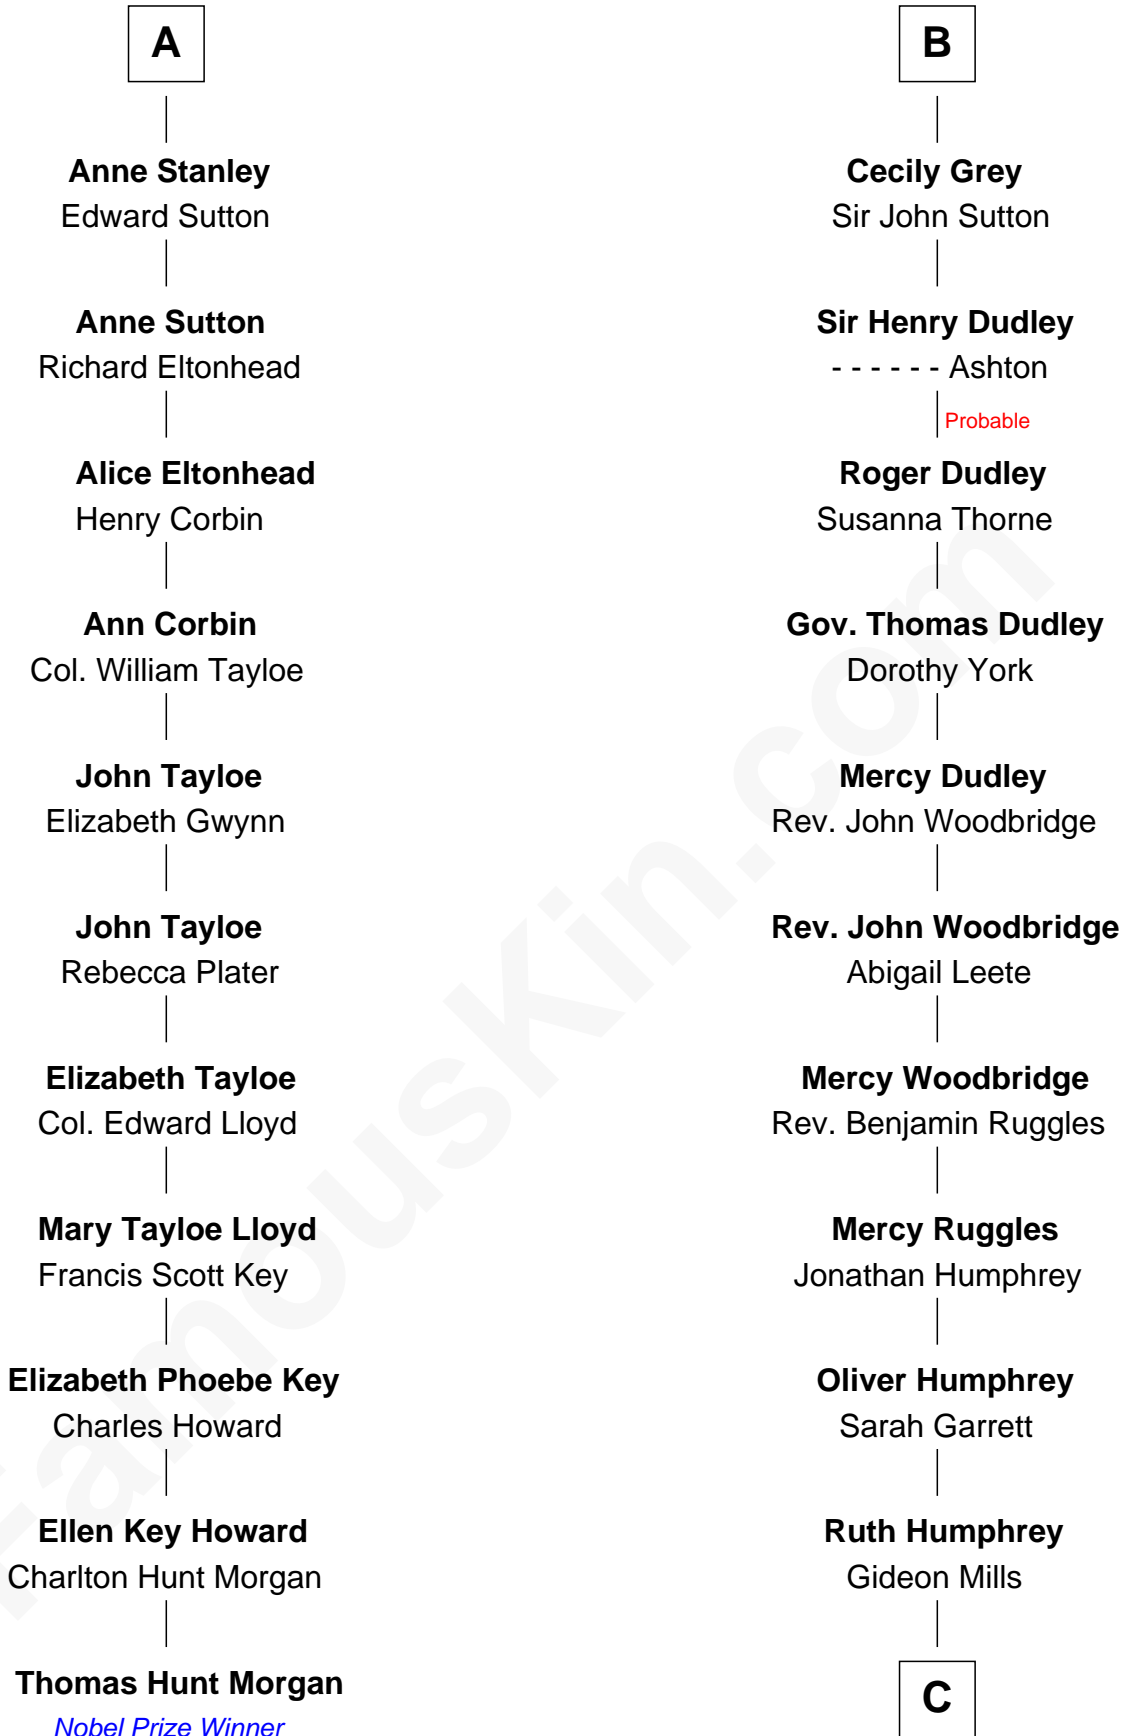 A
Anne Stanley
Edward Sutton
Anne Sutton
Richard Eltonhead
Alice Eltonhead
Henry Corbin
Ann Corbin
Col. William Tayloe
John Tayloe
Elizabeth Gwynn
John Tayloe
Rebecca Plater
Elizabeth Tayloe
Col. Edward Lloyd
Mary Tayloe Lloyd
Francis Scott Key
Elizabeth Phoebe Key
Charles Howard
Ellen Key Howard
Charlton Hunt Morgan
Thomas Hunt Morgan
Nobel Prize Winner
B
Cecily Grey
Sir John Sutton
Sir Henry Dudley
- - - - - - Ashton
Probable
Roger Dudley
Susanna Thorne
Gov. Thomas Dudley
Dorothy York
Mercy Dudley
Rev. John Woodbridge
Rev. John Woodbridge
Abigail Leete
Mercy Woodbridge
Rev. Benjamin Ruggles
Mercy Ruggles
Jonathan Humphrey
Oliver Humphrey
Sarah Garrett
Ruth Humphrey
Gideon Mills
C
FamousKin.com